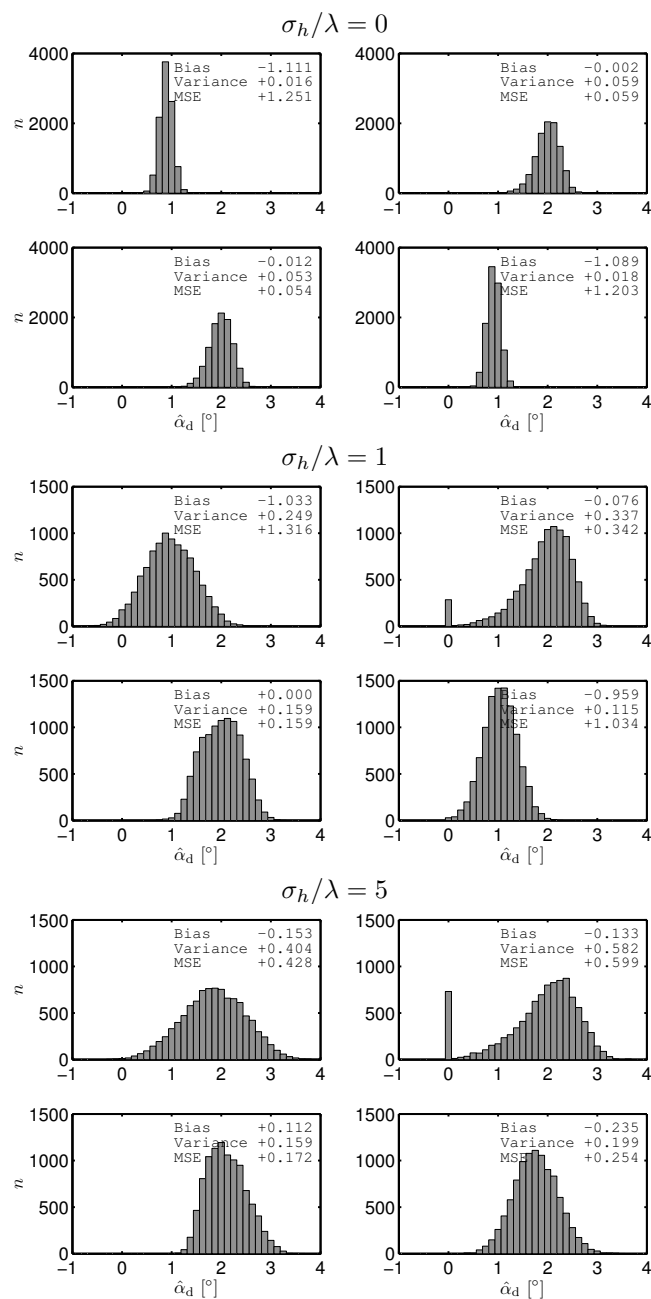 σ_h/λ = 0
4000
2000
0
n
Bias -1.111
Variance +0.016
MSE +1.251
-1 0 1 2 3 4
4000
2000
0
Bias -0.002
Variance +0.059
MSE +0.059
-1 0 1 2 3 4
4000
2000
0
n
Bias -0.012
Variance +0.053
MSE +0.054
-1 0 1 2 3 4
α̂_d [°]
4000
2000
0
Bias -1.089
Variance +0.018
MSE +1.203
-1 0 1 2 3 4
α̂_d [°]
σ_h/λ = 1
1500
1000
500
0
n
Bias -1.033
Variance +0.249
MSE +1.316
-1 0 1 2 3 4
1500
1000
500
0
Bias -0.076
Variance +0.337
MSE +0.342
-1 0 1 2 3 4
1500
1000
500
0
n
Bias +0.000
Variance +0.159
MSE +0.159
-1 0 1 2 3 4
α̂_d [°]
1500
1000
500
0
Bias -0.959
Variance +0.115
MSE +1.034
-1 0 1 2 3 4
α̂_d [°]
σ_h/λ = 5
1500
1000
500
0
n
Bias -0.153
Variance +0.404
MSE +0.428
-1 0 1 2 3 4
1500
1000
500
0
Bias -0.133
Variance +0.582
MSE +0.599
-1 0 1 2 3 4
1500
1000
500
0
n
Bias +0.112
Variance +0.159
MSE +0.172
-1 0 1 2 3 4
α̂_d [°]
1500
1000
500
0
Bias -0.235
Variance +0.199
MSE +0.254
-1 0 1 2 3 4
α̂_d [°]